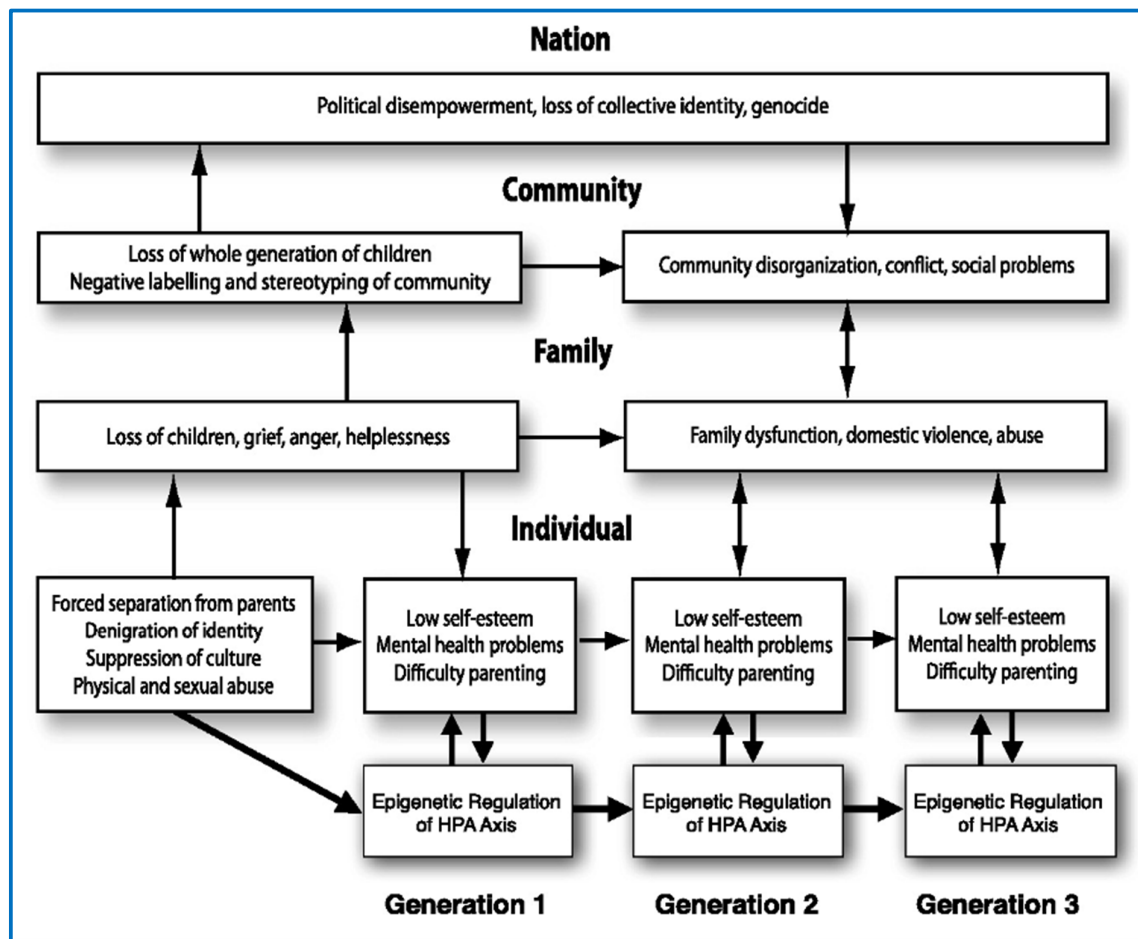 Nation
Political disempowerment, loss of collective identity, genocide
Community
Loss of whole generation of children
Negative labelling and stereotyping of community
Community disorganization, conflict, social problems
Family
Loss of children, grief, anger, helplessness
Family dysfunction, domestic violence, abuse
Individual
Forced separation from parents
Denigration of identity
Suppression of culture
Physical and sexual abuse
Low self-esteem
Mental health problems
Difficulty parenting
Low self-esteem
Mental health problems
Difficulty parenting
Low self-esteem
Mental health problems
Difficulty parenting
Epigenetic Regulation
of HPA Axis
Epigenetic Regulation
of HPA Axis
Epigenetic Regulation
of HPA Axis
Generation 1
Generation 2
Generation 3